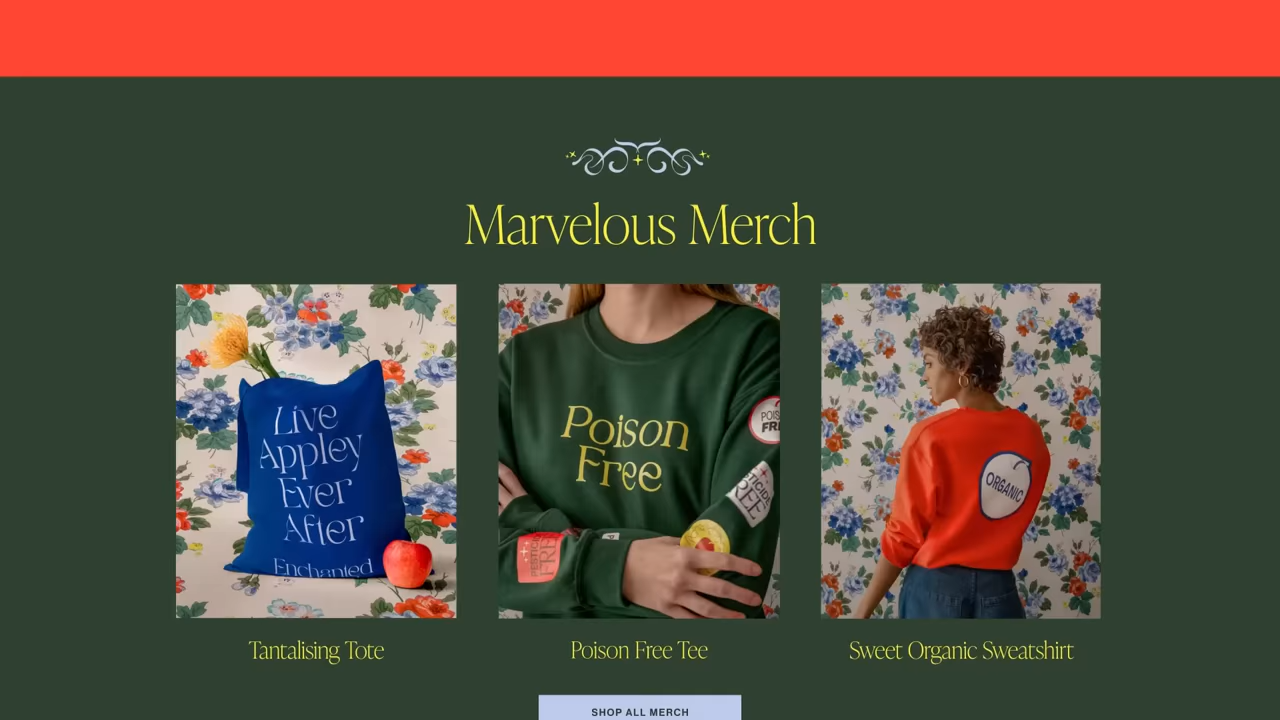 Marvelous Merch
Live
Appley
Ever
After
Enchanted
Poison
Free
ORGANIC
Tantalising Tote
Poison Free Tee
Sweet Organic Sweatshirt
SHOP ALL MERCH